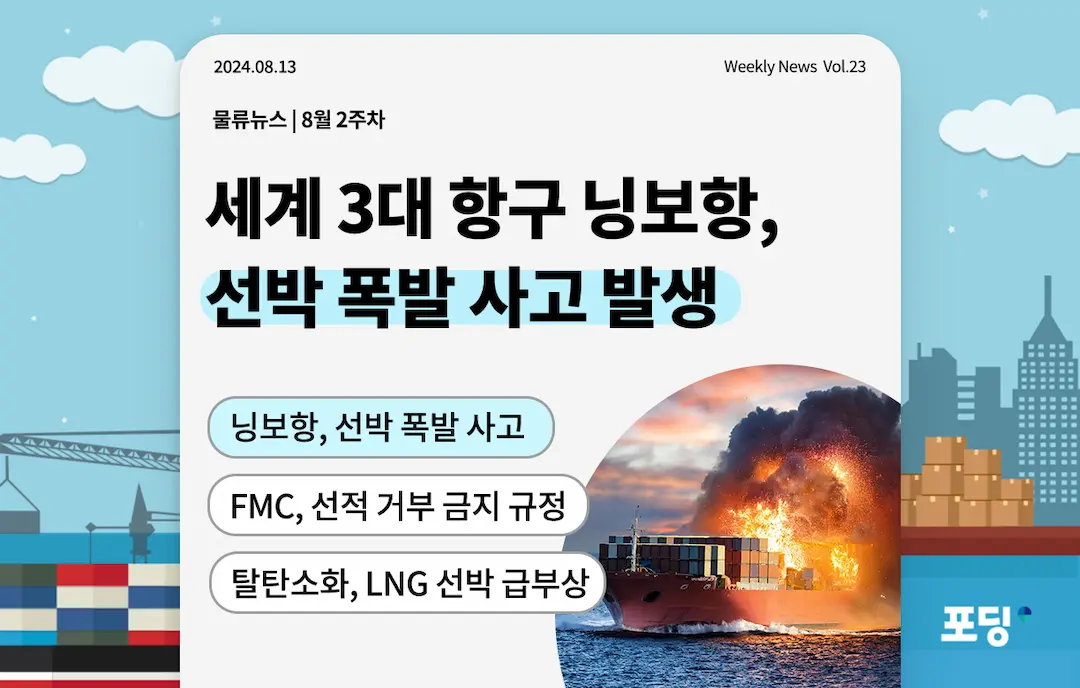 2024.08.13
Weekly News Vol.23
물류뉴스 | 8월 2주차
세계 3대 항구 닝보항,
선박 폭발 사고 발생
닝보항, 선박 폭발 사고
FMC, 선적 거부 금지 규정
탈탄소화, LNG 선박 급부상
포딩